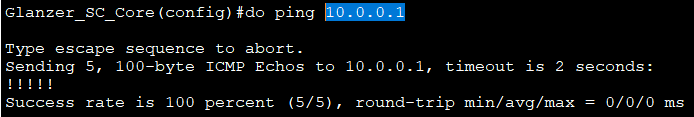 Glanzer_SC_Core(config)#do ping 10.0.0.1
Type escape sequence to abort.
Sending 5, 100-byte ICMP Echos to 10.0.0.1, timeout is 2 seconds:
!!!!!
Success rate is 100 percent (5/5), round-trip min/avg/max = 0/0/0 ms